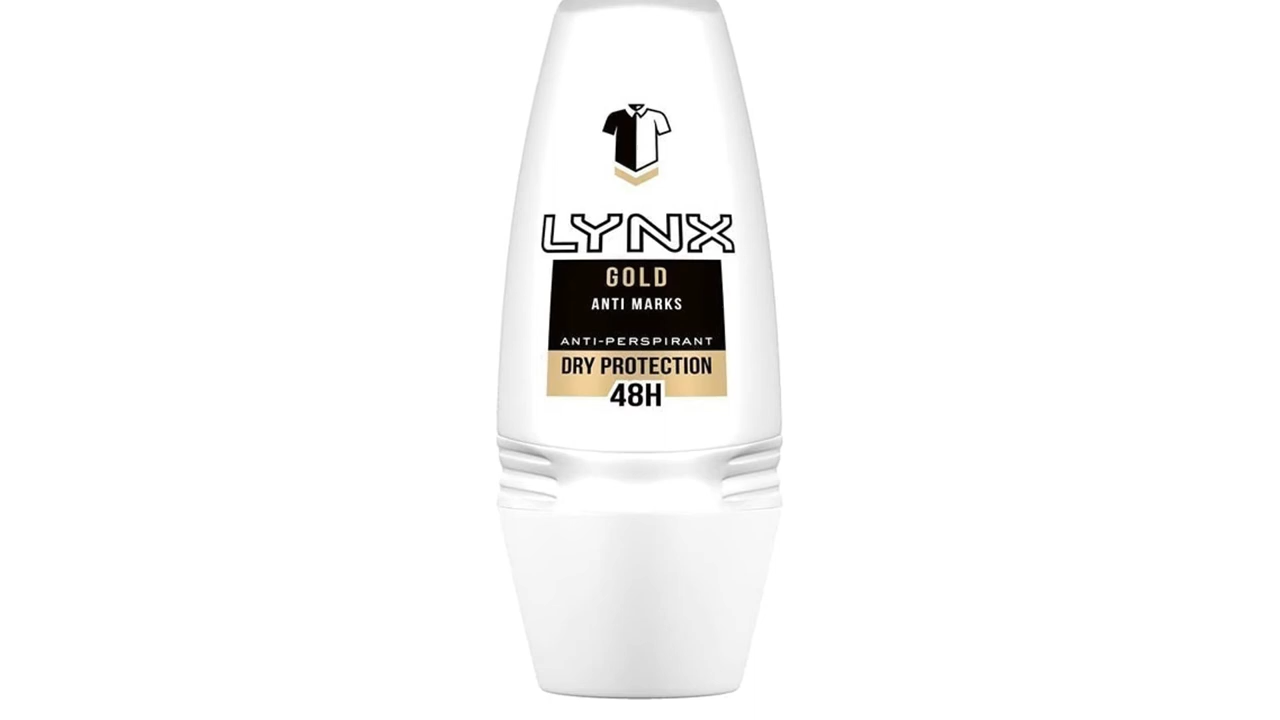 LYNX
GOLD
ANTI MARKS
ANTI-PERSPIRANT
DRY PROTECTION
48H